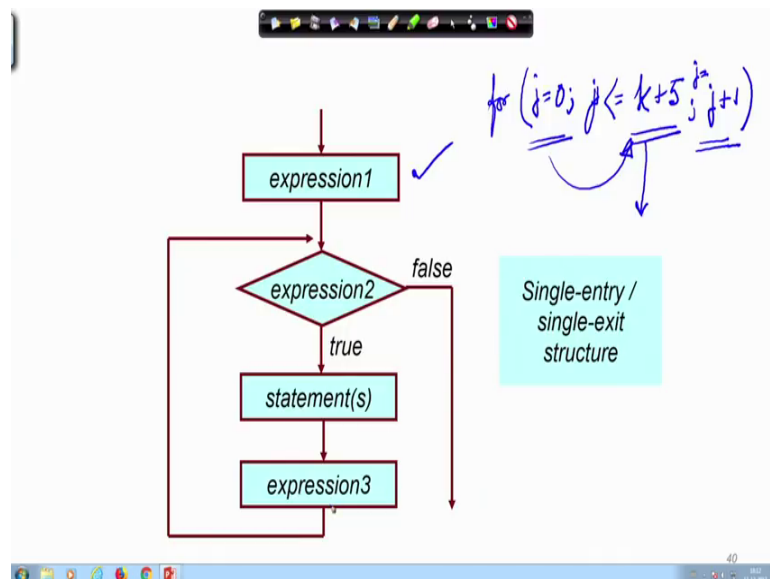 for (j=0; j<= k+5; j=j+1)
expression1
expression2
false
true
Single-entry /
single-exit
structure
statement(s)
expression3
40